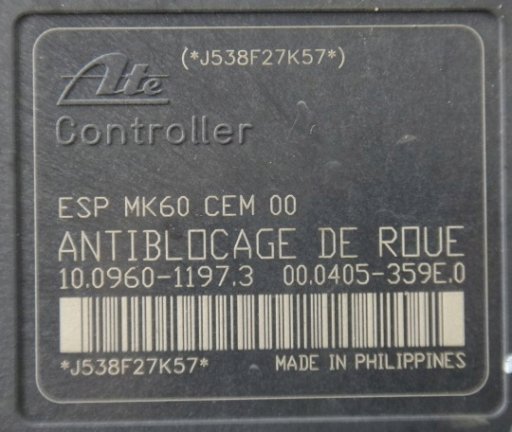 (*J538F27K57*)
Ate
Controller
ESP MK60 CEM 00
ANTIBLOCAGE DE ROUE
10.0960-1197.3 00.0405-359E.0
*J538F27K57* MADE IN PHILIPPINES